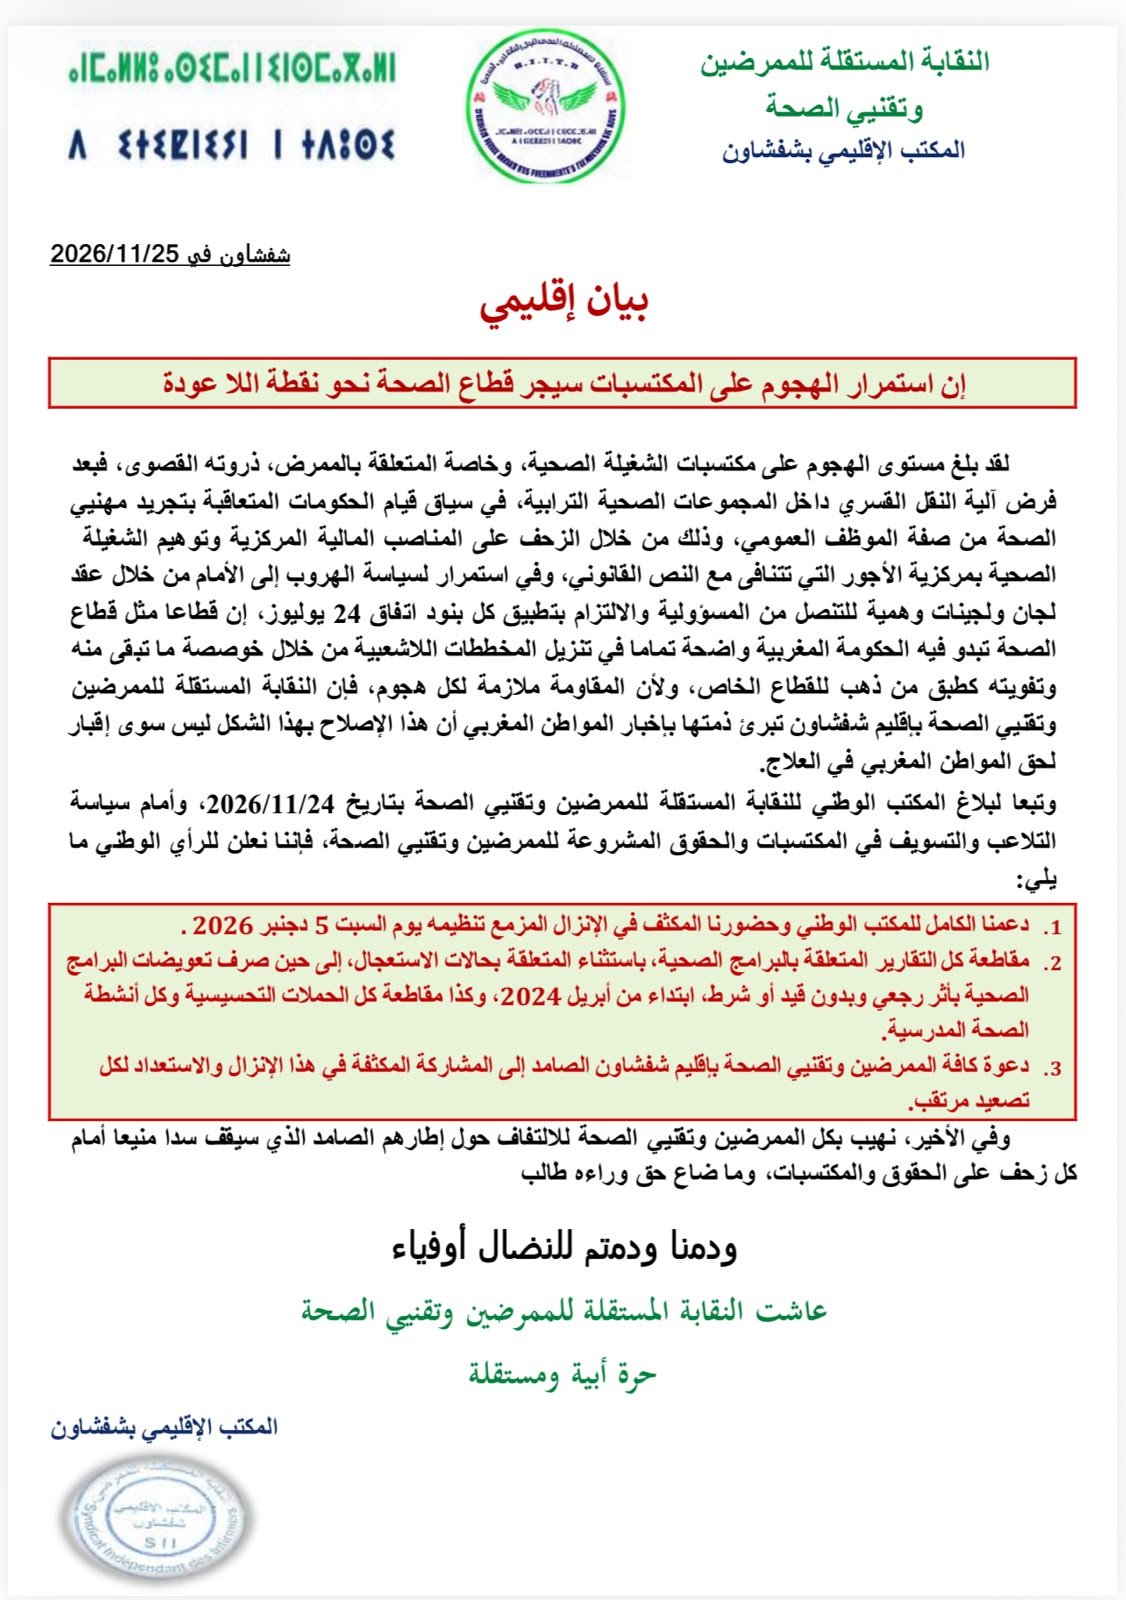 النقابة المستقلة للممرضين
وتقنيي الصحة
المكتب الإقليمي بشفشاون
ⴰⵎⵙⵙⵓⵔ
شفشاون في 2026/11/25
بيان إقليمي
إن استمرار الهجوم على المكتسبات سيجر قطاع الصحة نحو نقطة اللا عودة
لقد بلغ مستوى الهجوم على مكتسبات الشغيلة الصحية، وخاصة المتعلقة بالممرض، ذروته القصوى، فبعد
فرض آلية النقل القسري داخل المجموعات الصحية الترابية، في سياق قيام الحكومات المتعاقبة بتجريد مهنيي
الصحة من صفة الموظف العمومي، وذلك من خلال الزحف على المناصب المالية المركزية وتوهيم الشغيلة
الصحية بمركزية الأجور التي تتنافى مع النص القانوني، وفي استمرار لسياسة الهروب إلى الأمام من خلال عقد
لجان ولجينات وهمية للتنصل من المسؤولية والالتزام بتطبيق كل بنود اتفاق 24 يوليوز، إن قطاعا مثل قطاع
الصحة تبدو فيه الحكومة المغربية واضحة تماما في تنزيل المخططات اللاشعبية من خلال خوصصة ما تبقى منه
وتفويته كطبق من ذهب للقطاع الخاص، ولأن المقاومة ملازمة لكل هجوم، فإن النقابة المستقلة للممرضين
وتقنيي الصحة بإقليم شفشاون تبرئ ذمتها بإخبار المواطن المغربي أن هذا الإصلاح بهذا الشكل ليس سوى إقبار
لحق المواطن المغربي في العلاج.
وتبعا لبلاغ المكتب الوطني للنقابة المستقلة للممرضين وتقنيي الصحة بتاريخ 2026/11/24، وأمام سياسة
التلاعب والتسويف في المكتسبات والحقوق المشروعة للممرضين وتقنيي الصحة، فإننا نعلن للرأي الوطني ما
يلي:
1. دعمنا الكامل للمكتب الوطني وحضورنا المكثف في الإنزال المزمع تنظيمه يوم السبت 5 دجنبر 2026 .
2. مقاطعة كل التقارير المتعلقة بالبرامج الصحية، باستثناء المتعلقة بحالات الاستعجال، إلى حين صرف تعويضات البرامج
الصحية بأثر رجعي وبدون قيد أو شرط، ابتداء من أبريل 2024، وكذا مقاطعة كل الحملات التحسيسية وكل أنشطة
الصحة المدرسية.
3. دعوة كافة الممرضين وتقنيي الصحة بإقليم شفشاون الصامد إلى المشاركة المكثفة في هذا الإنزال والاستعداد لكل
تصعيد مرتقب.
وفي الأخير، نهيب بكل الممرضين وتقنيي الصحة للالتفاف حول إطارهم الصامد الذي سيقف سدا منيعا أمام
كل زحف على الحقوق والمكتسبات، وما ضاع حق وراءه طالب
ودمنا ودمتم للنضال أوفياء
عاشت النقابة المستقلة للممرضين وتقنيي الصحة
حرة أبية ومستقلة
المكتب الإقليمي بشفشاون
المكتب الإقليمي
شفشاون
SII
Syndicat Indépendant des Infirmiers